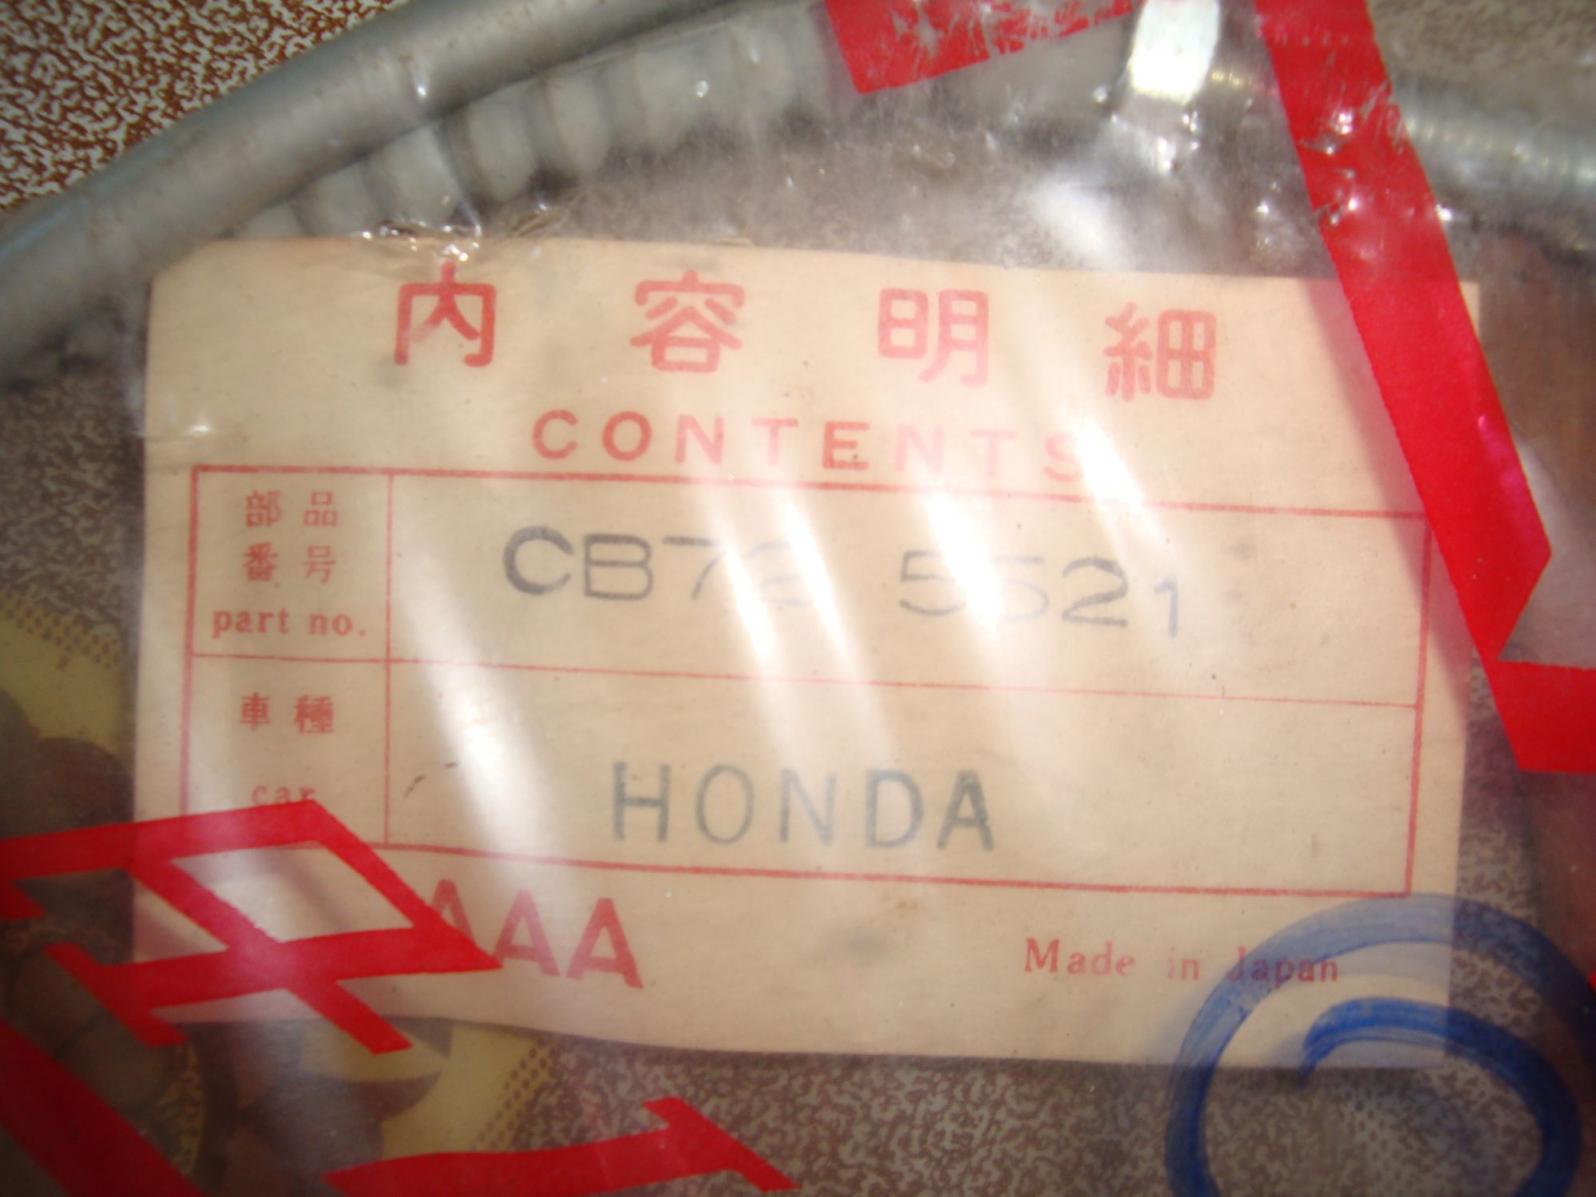 内容明細
CONTENTS
部品
番号
part no.
CB72 5521
車種
car
HONDA
AAA
Made in Japan